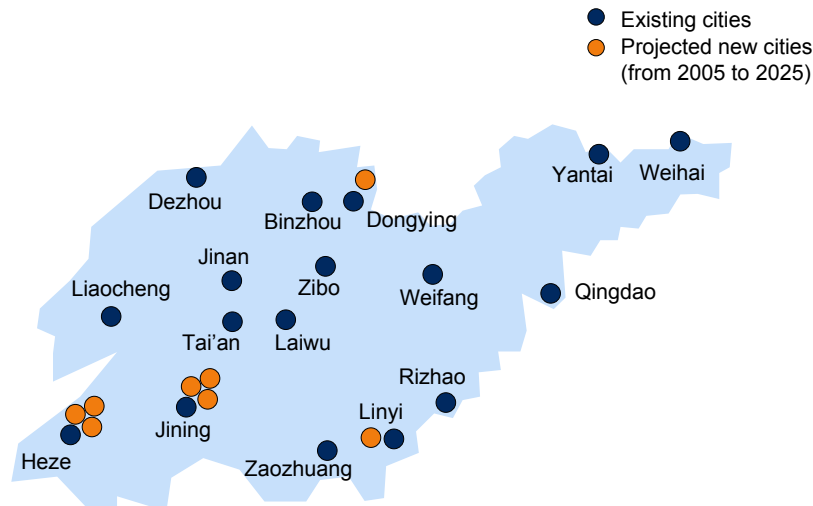 Existing cities
Projected new cities
(from 2005 to 2025)
Yantai
Weihai
Dezhou
Binzhou
Dongying
Jinan
Liaocheng
Zibo
Weifang
Qingdao
Tai’an
Laiwu
Rizhao
Linyi
Jining
Heze
Zaozhuang